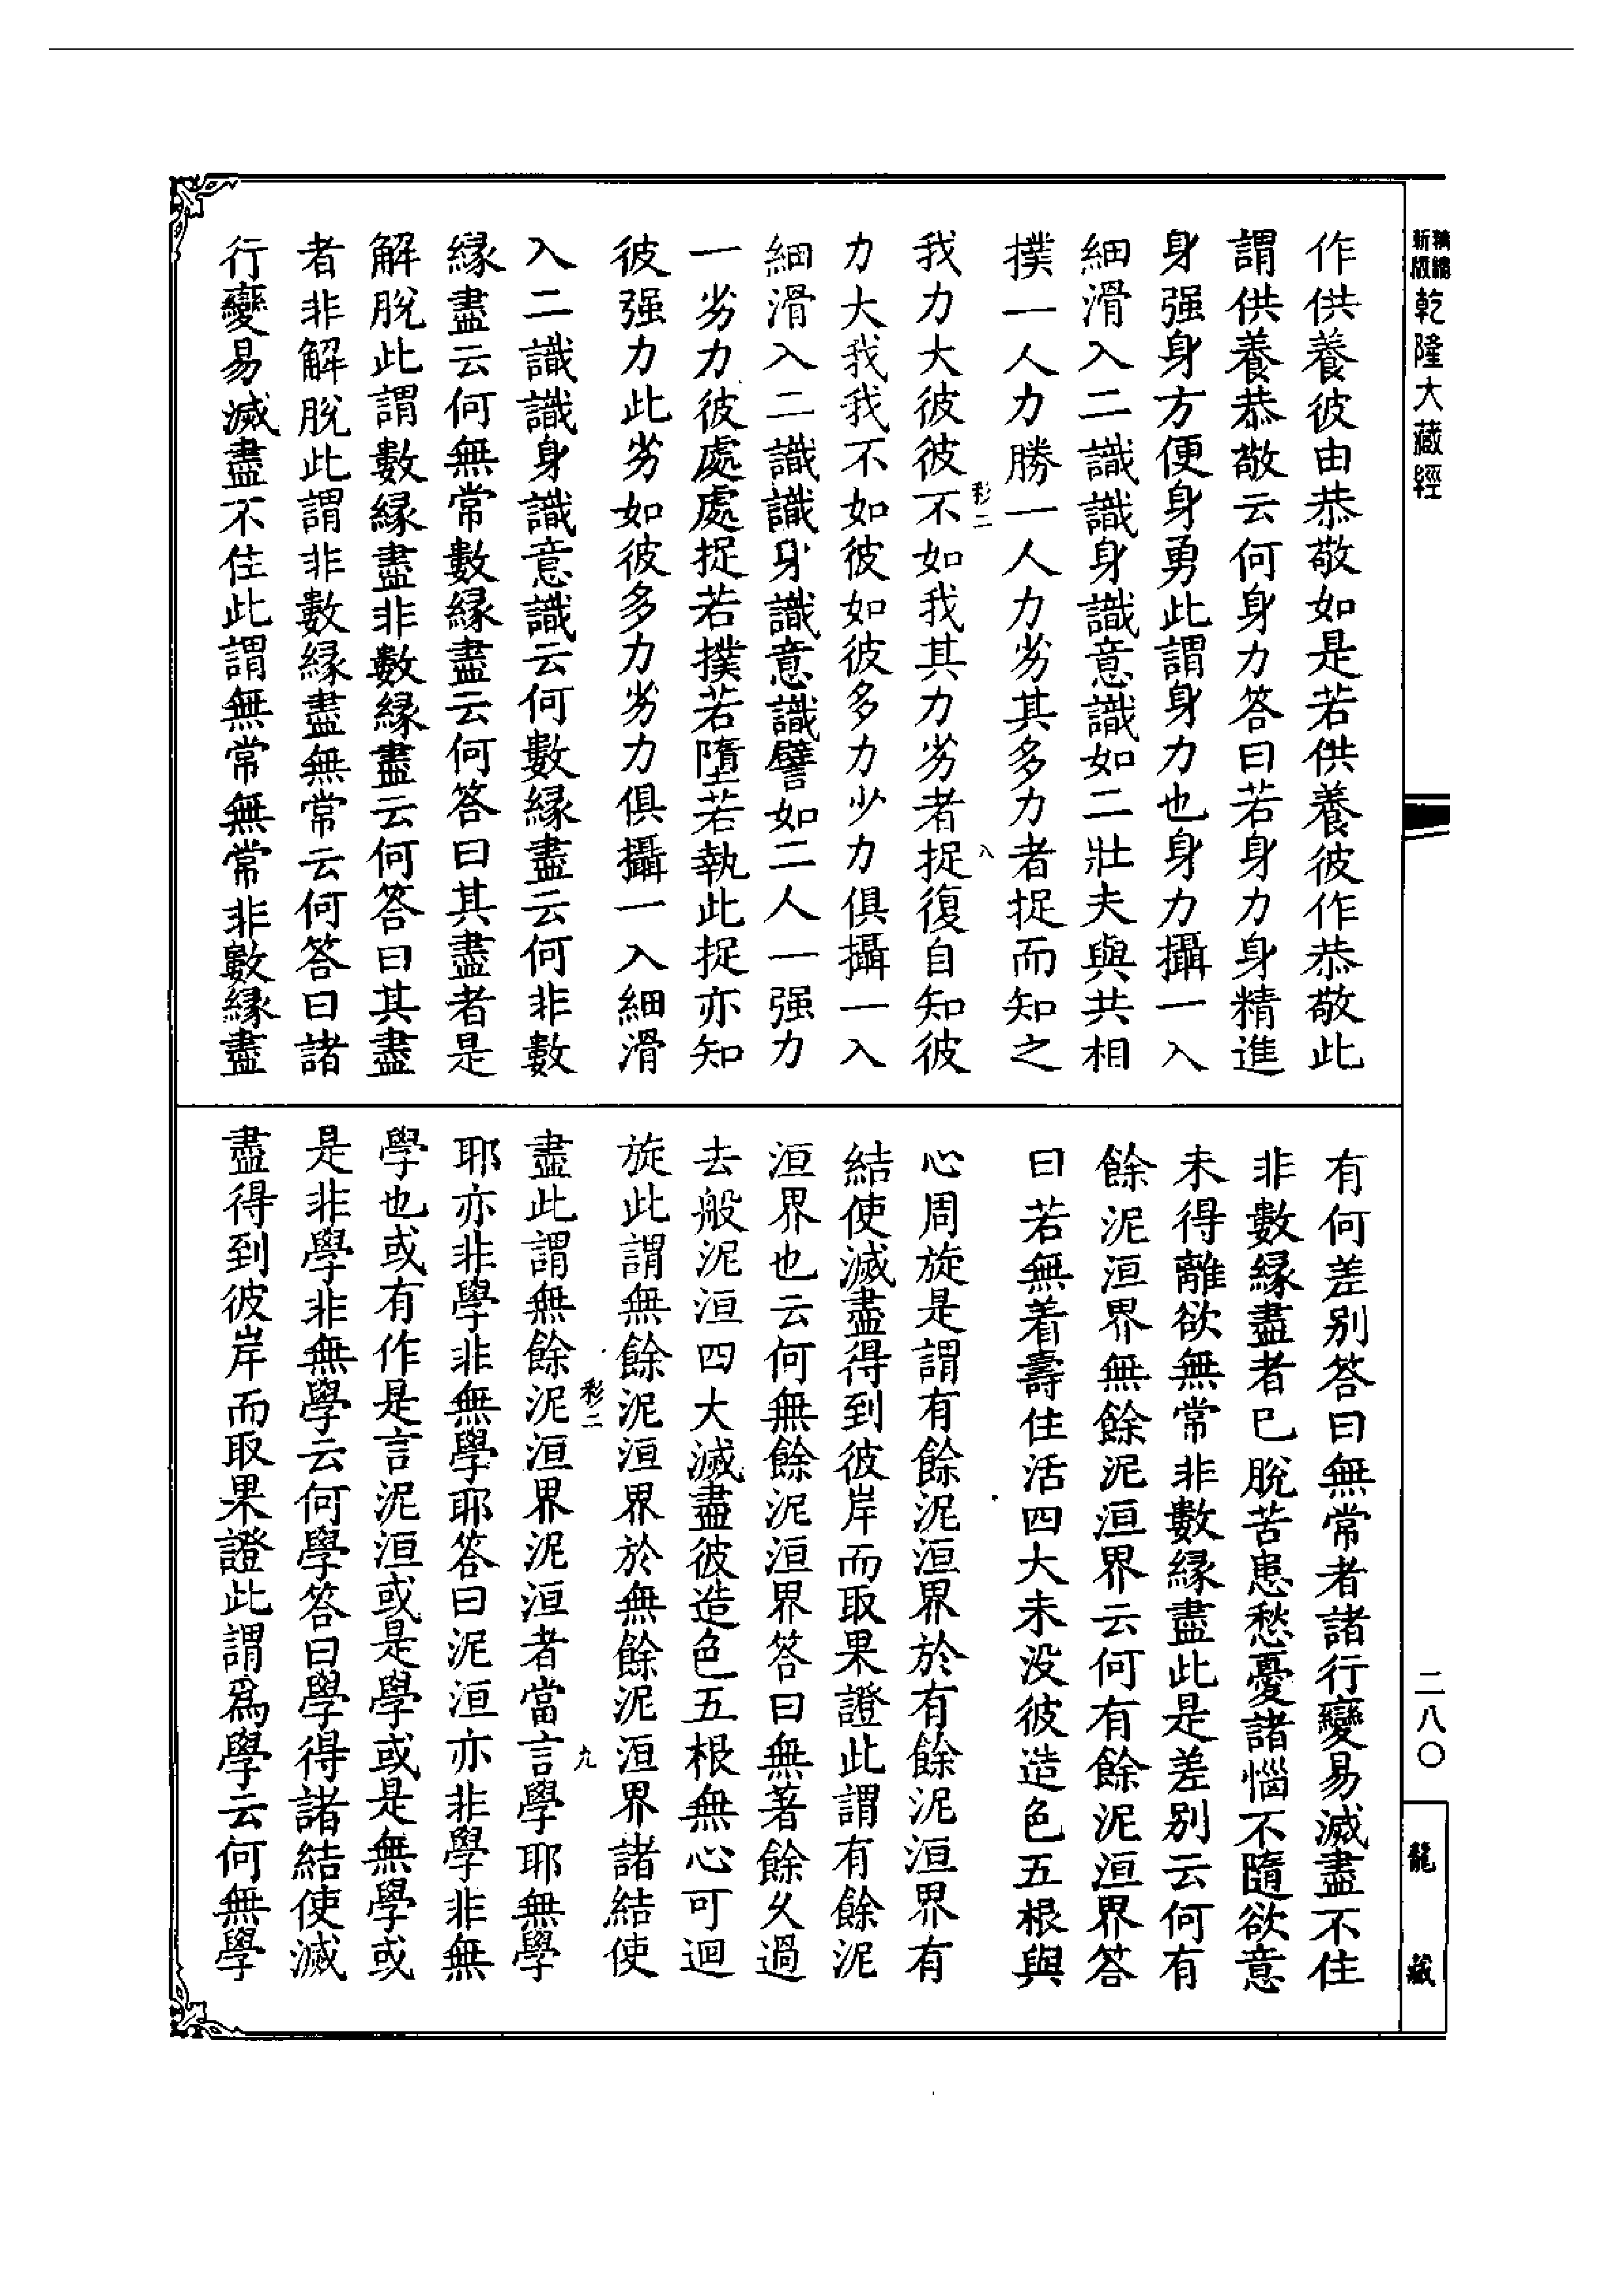 精編
新版
乾隆大藏經
作供養彼由恭敬如是若供養彼作恭敬此
謂供養恭敬云何身力答曰若身力身精進
身强身方便身勇此謂身力也身力攝一入
細滑入二識識身識意識如二壯夫與共相
撲一人力勝一人力劣其多力者捉而知之
彩二
八
我力大彼彼不如我其力劣者捉復自知彼
力大我我不如彼如彼多力少力俱攝一入
細滑入二識識身識意識譬如二人一强力
一劣力彼處處捉若撲若墮若執此捉亦知
彼强力此劣如彼多力劣力俱攝一入細滑
入二識識身識意識云何數緣盡云何非數
緣盡云何無常數緣盡云何答曰其盡者是
解脫此謂數緣盡非數緣盡云何答曰其盡
者非解脫此謂非數緣盡無常云何答曰諸
行變易滅盡不住此謂無常無常非數緣盡
有何差别答曰無常者諸行變易滅盡不住
非數緣盡者已脫苦患愁憂諸惱不隨欲意
未得離欲無常非數緣盡此是差别云何有
餘泥洹界無餘泥洹界云何有餘泥洹界答
曰若無着壽住活四大未没彼造色五根與
心周旋是謂有餘泥洹界於有餘泥洹界有
結使滅盡得到彼岸而取果證此謂有餘泥
洹界也云何無餘泥洹界答曰無著餘久過
去般泥洹四大滅盡彼造色五根無心可迴
旋此謂無餘泥洹界於無餘泥洹界諸結使
彩二
九
盡此謂無餘泥洹界泥洹者當言學耶無學
耶亦非學非無學耶答曰泥洹亦非學非無
學也或有作是言泥洹或是學或是無學或
是非學非無學云何學答曰學得諸結使滅
盡得到彼岸而取果證此謂爲學云何無學
二八〇
龍藏